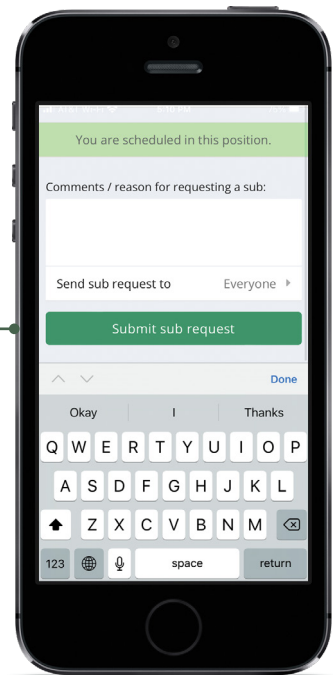 You are scheduled in this position.
Comments / reason for requesting a sub:
Send sub request to Everyone
Submit sub request
Done
Okay I Thanks
Q W E R T Y U I O P
A S D F G H J K L
Z X C V B N M
123 space return